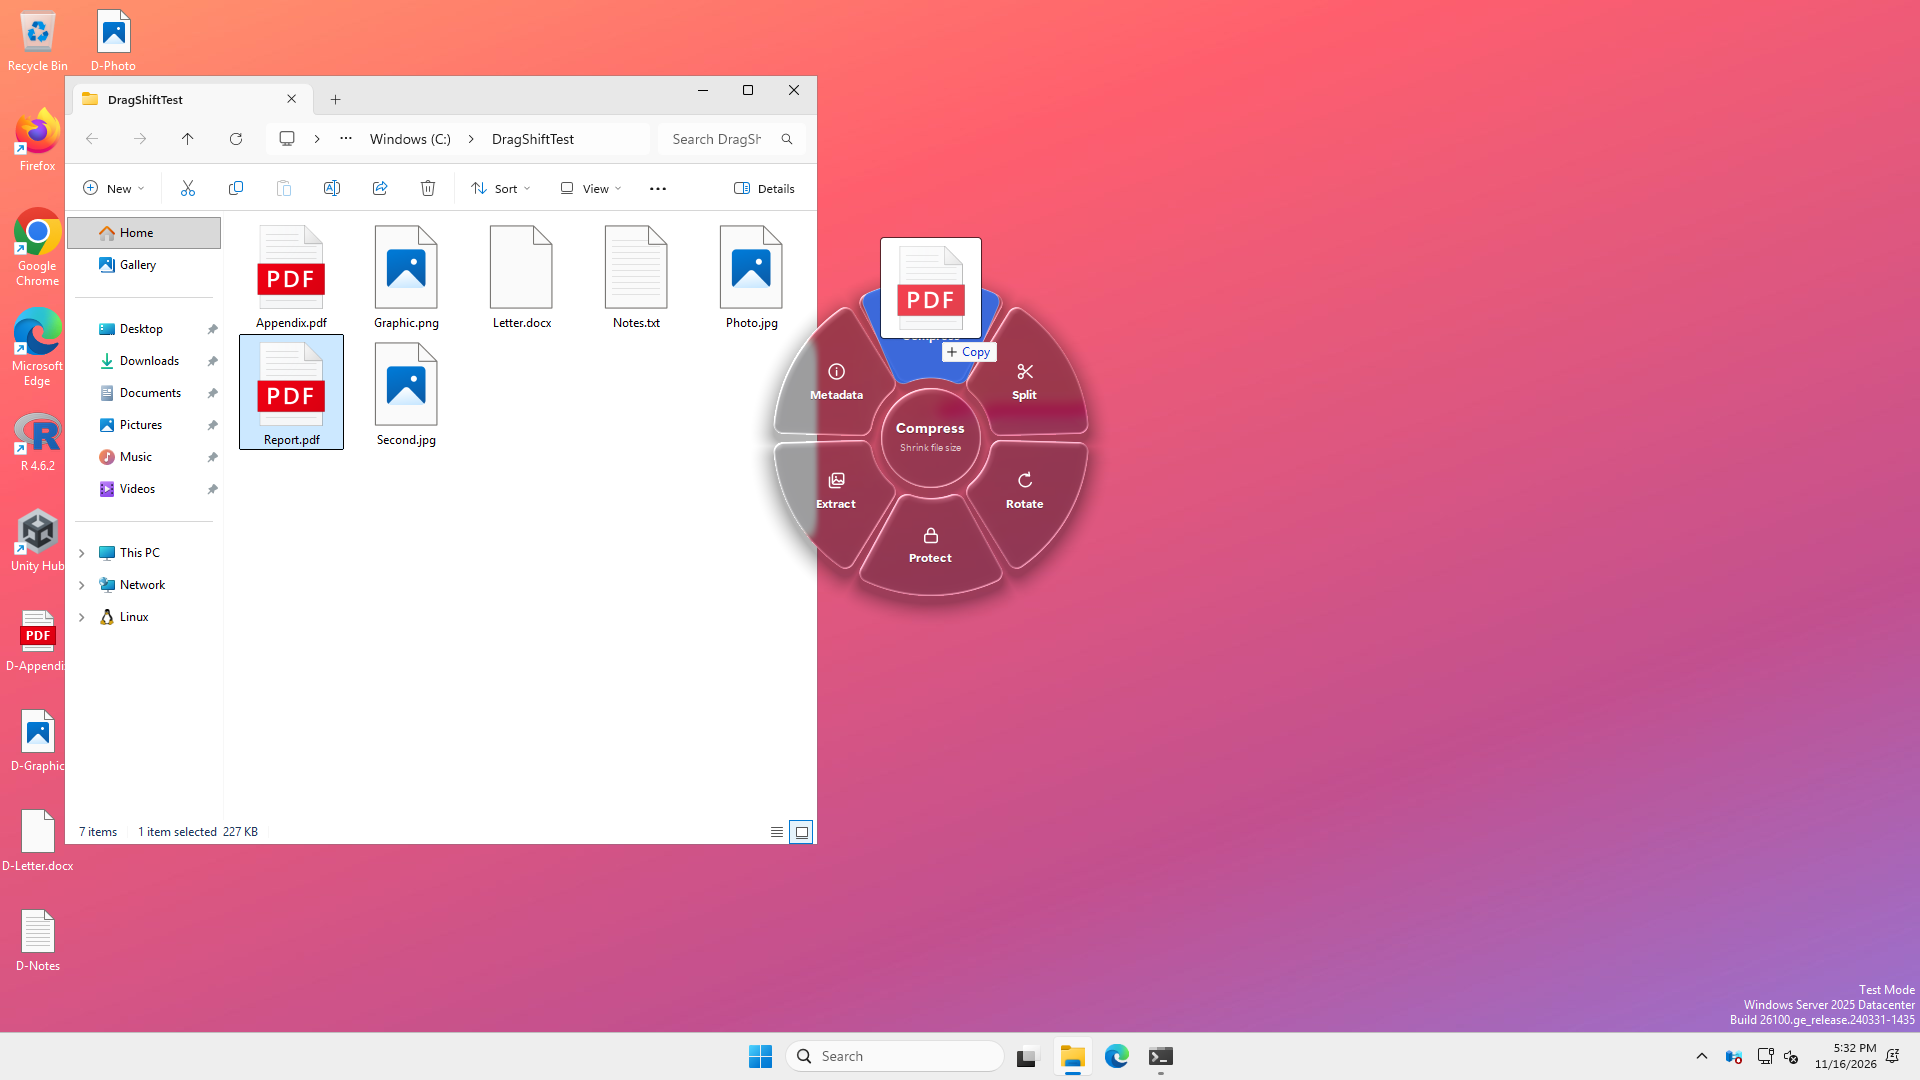 Recycle Bin
D-Photo
Firefox
Google
Chrome
Microsoft
Edge
R 4.6.2
Unity Hub
PDF
D-Appendi
D-Graphic
D-Letter.docx
D-Notes
DragShiftTest
Windows (C:)
DragShiftTest
Search DragSh
New
Sort
View
Details
Home
Gallery
Desktop
Downloads
Documents
Pictures
Music
Videos
This PC
Network
Linux
PDF
Appendix.pdf
Graphic.png
Letter.docx
Notes.txt
Photo.jpg
PDF
Report.pdf
Second.jpg
7 items
1 item selected 227 KB
PDF
Compress
Copy
Metadata
Split
Compress
Shrink file size
Extract
Rotate
Protect
Test Mode
Windows Server 2025 Datacenter
Build 26100.ge_release.240331-1435
Search
5:32 PM
11/16/2026